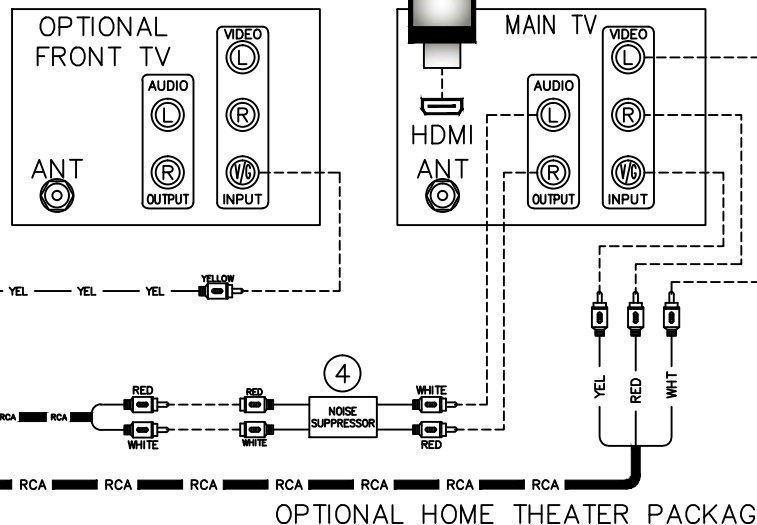 OPTIONAL
FRONT TV
VIDEO
L
AUDIO
L
R
R
V/G
ANT
OUTPUT
INPUT
MAIN TV
VIDEO
L
HDMI
AUDIO
L
R
ANT
R
V/G
OUTPUT
INPUT
YEL
YEL
YEL
YELLOW
4
RED
RED
WHITE
RCA
RCA
NOISE
SUPPRESSOR
WHITE
WHITE
RED
YEL
RED
WHT
RCA
RCA
RCA
RCA
RCA
RCA
RCA
OPTIONAL HOME THEATER PACKAG